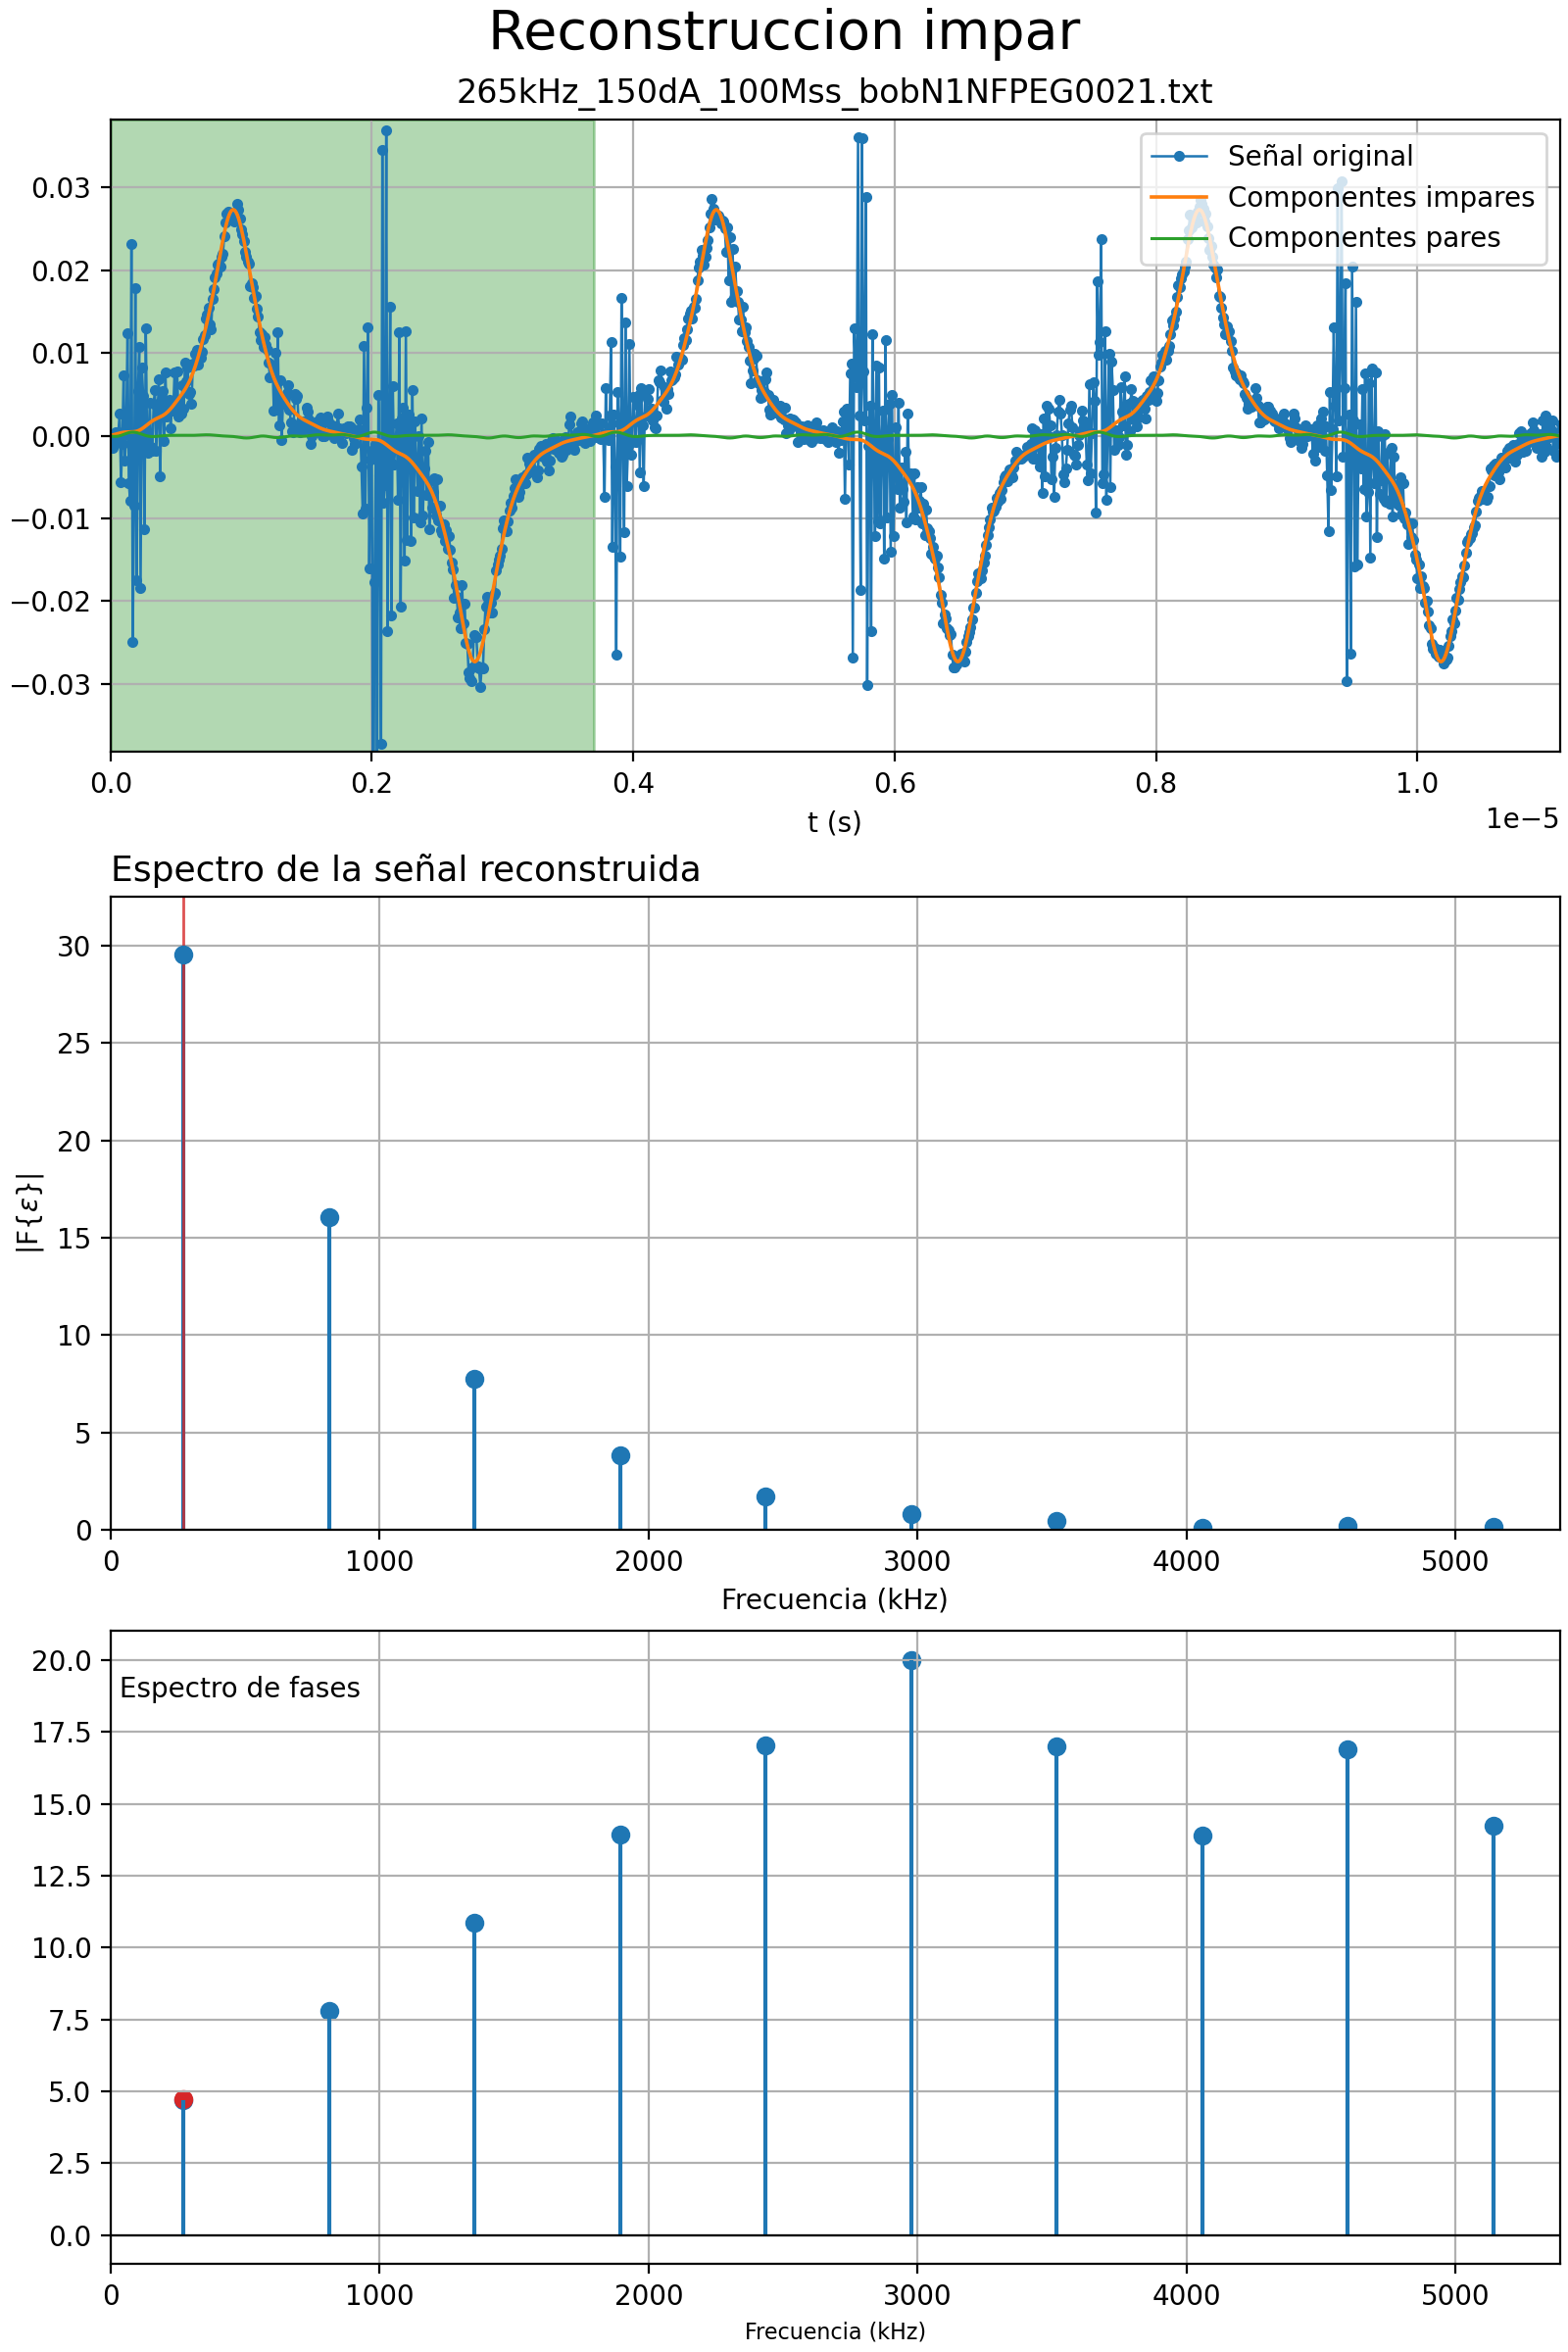 Reconstruccion impar
265kHz_150dA_100Mss_bobN1NFPEG0021.txt
Señal original
Componentes impares
Componentes pares
0.03
0.02
0.01
0.00
−0.01
−0.02
−0.03
0.0 0.2 0.4 0.6 0.8 1.0
1e−5
t (s)
Espectro de la señal reconstruida
30
25
20
15
10
5
0
|F{ε}|
0 1000 2000 3000 4000 5000
Frecuencia (kHz)
Espectro de fases
20.0
17.5
15.0
12.5
10.0
7.5
5.0
2.5
0.0
0 1000 2000 3000 4000 5000
Frecuencia (kHz)